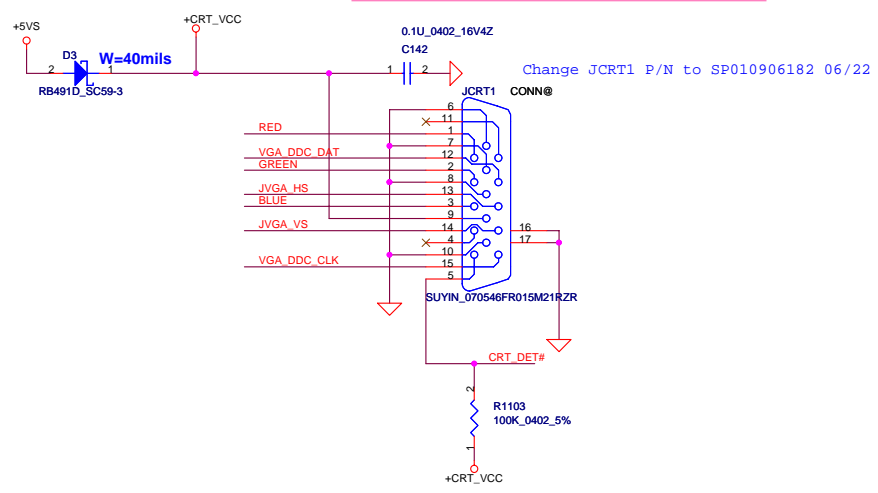 +5VS
+CRT_VCC
0.1U_0402_16V4Z
D3
W=40mils
C142
2
1
1
2
RB491D_SC59-3
Change JCRT1 P/N to SP010906182 06/22
JCRT1
CONN@
6
11
RED
1
7
VGA_DDC_DAT
12
GREEN
2
8
JVGA_HS
13
BLUE
3
9
JVGA_VS
14
16
4
17
10
VGA_DDC_CLK
15
5
SUYIN_070546FR015M21RZR
CRT_DET#
2
R1103
100K_0402_5%
1
+CRT_VCC